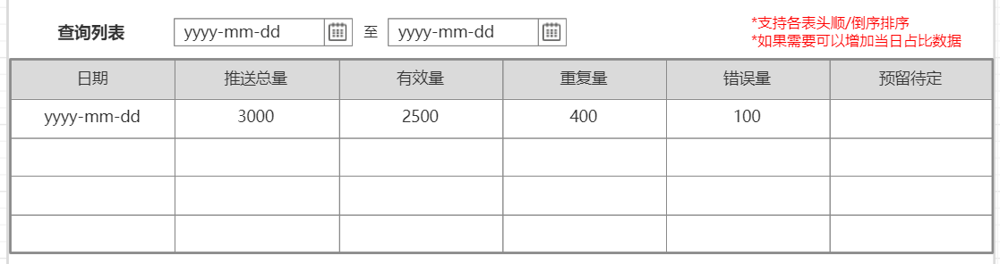 查询列表 yyyy-mm-dd 至 yyyy-mm-dd
*支持各表头顺/倒序排序
*如果需要可以增加当日占比数据
日期 推送总量 有效量 重复量 错误量 预留待定
yyyy-mm-dd 3000 2500 400 100